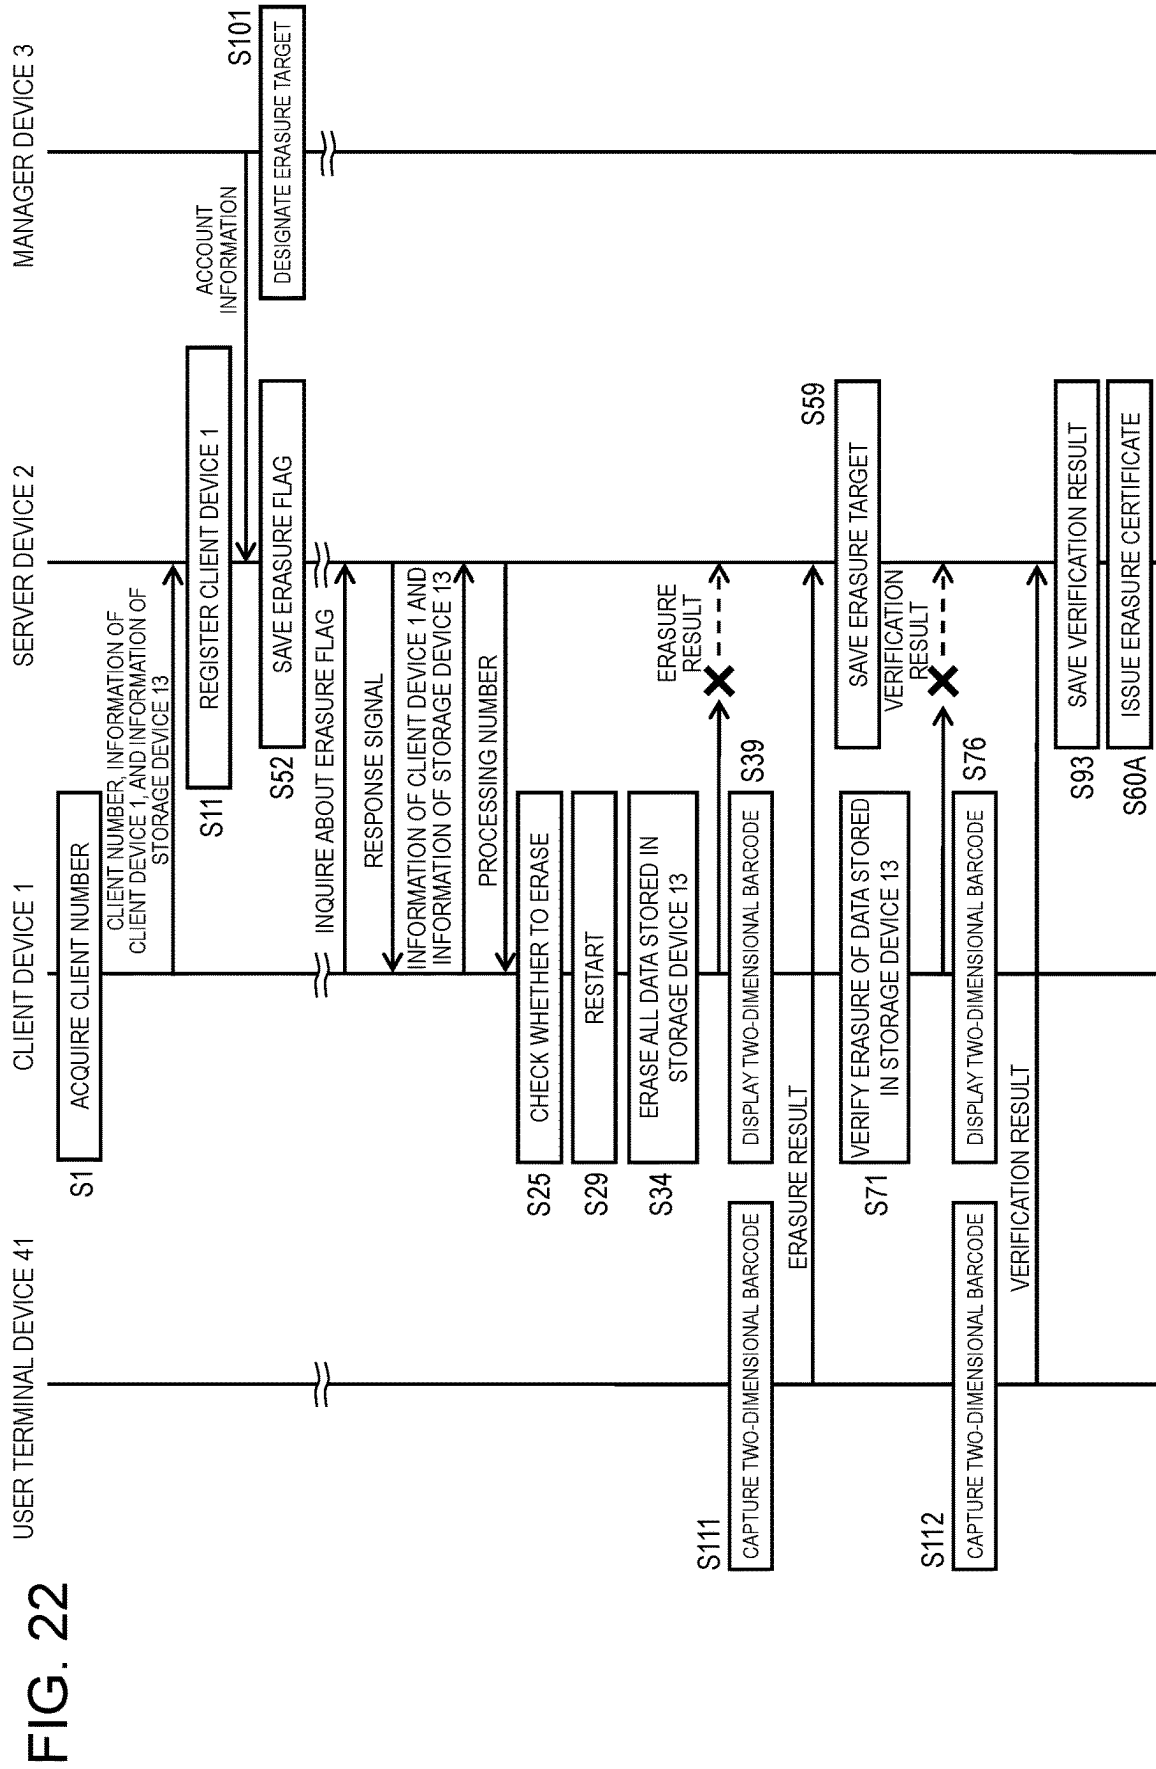 FIG. 22
USER TERMINAL DEVICE 41
CLIENT DEVICE 1
SERVER DEVICE 2
MANAGER DEVICE 3
S1
ACQUIRE CLIENT NUMBER
CLIENT NUMBER, INFORMATION OF
CLIENT DEVICE 1, AND INFORMATION OF
STORAGE DEVICE 13
S11
REGISTER CLIENT DEVICE 1
ACCOUNT
INFORMATION
S101
DESIGNATE ERASURE TARGET
S52
SAVE ERASURE FLAG
INQUIRE ABOUT ERASURE FLAG
RESPONSE SIGNAL
INFORMATION OF CLIENT DEVICE 1 AND
INFORMATION OF STORAGE DEVICE 13
PROCESSING NUMBER
S25
CHECK WHETHER TO ERASE
S29
RESTART
S34
ERASE ALL DATA STORED IN
STORAGE DEVICE 13
ERASURE
RESULT
S39
DISPLAY TWO-DIMENSIONAL BARCODE
S111
CAPTURE TWO-DIMENSIONAL BARCODE
ERASURE RESULT
S59
SAVE ERASURE TARGET
S71
VERIFY ERASURE OF DATA STORED
IN STORAGE DEVICE 13
VERIFICATION
RESULT
S76
DISPLAY TWO-DIMENSIONAL BARCODE
S112
CAPTURE TWO-DIMENSIONAL BARCODE
VERIFICATION RESULT
S93
SAVE VERIFICATION RESULT
S60A
ISSUE ERASURE CERTIFICATE